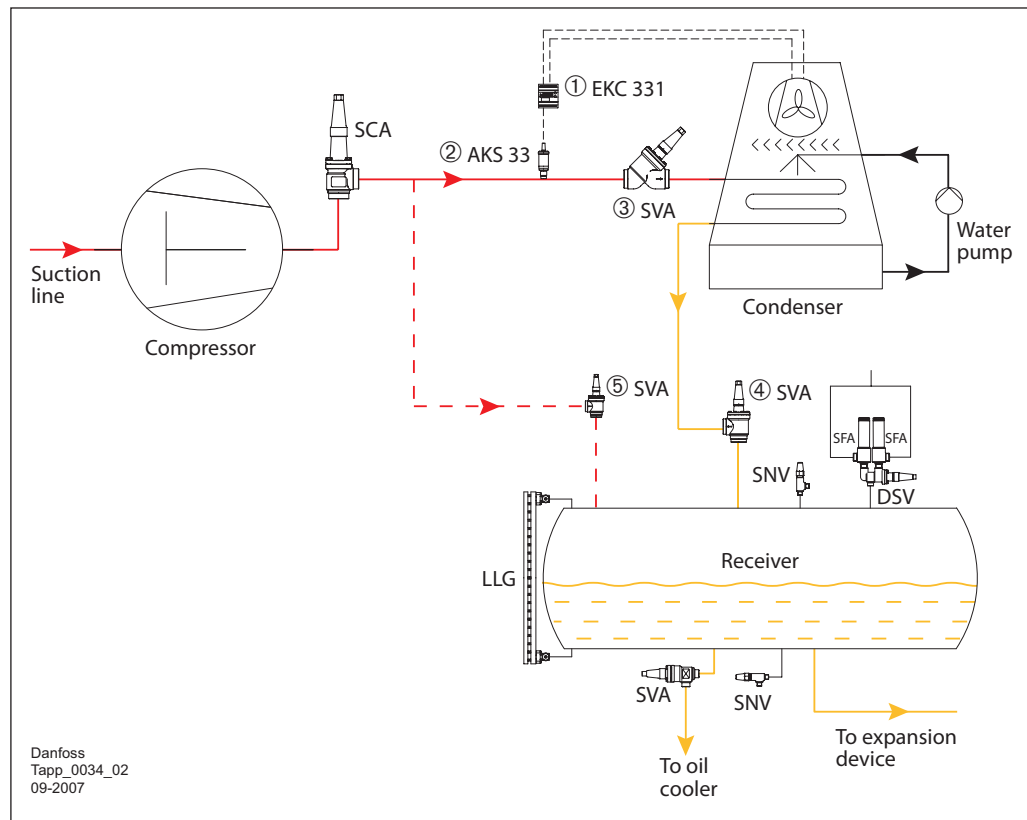 ① EKC 331
SCA
② AKS 33
③ SVA
Water
pump
Suction
line
Condenser
Compressor
⑤ SVA
④ SVA
SFA
SFA
SNV
DSV
Receiver
LLG
SVA
SNV
To expansion
device
To oil
cooler
Danfoss
Tapp_0034_02
09-2007